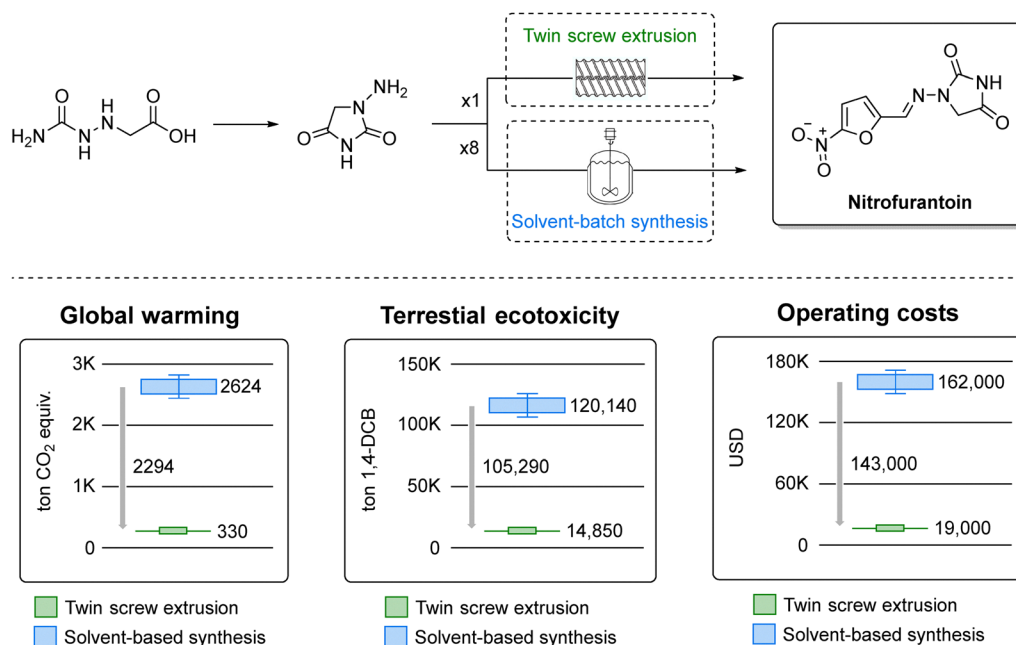 Twin screw extrusion
x1
x8
Solvent-batch synthesis
O
H
N
H2N
N
H
O
OH
NH2
N
O
O
N
H
O
N
N
NH
O
O
O−
N+
O
Nitrofurantoin
Global warming
ton CO2 equiv.
3K
2K
1K
0
2624
2294
330
Twin screw extrusion
Solvent-based synthesis
Terrestial ecotoxicity
ton 1,4-DCB
150K
100K
50K
0
120,140
105,290
14,850
Twin screw extrusion
Solvent-based synthesis
Operating costs
USD
180K
120K
60K
0
162,000
143,000
19,000
Twin screw extrusion
Solvent-based synthesis